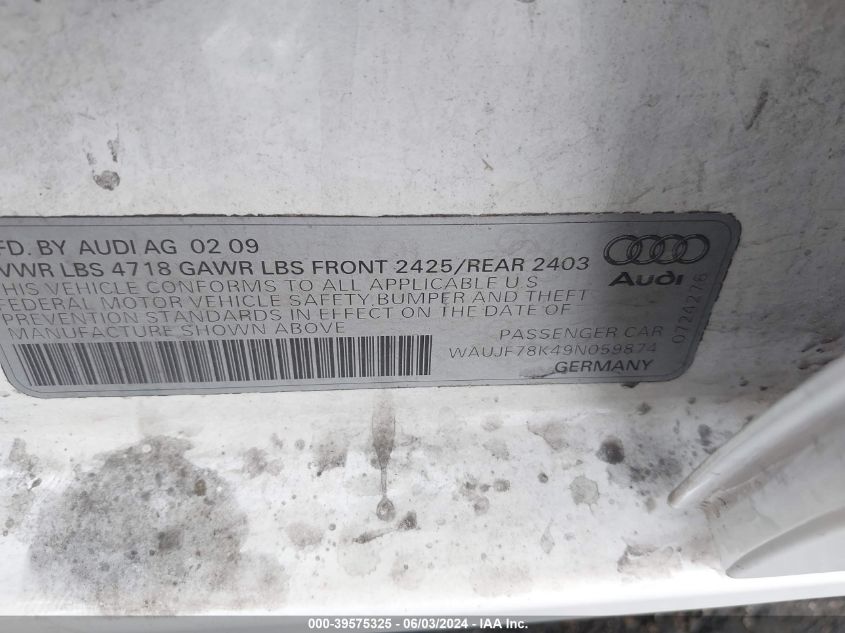 FD. BY AUDI AG 02 09
VWR LBS 4718 GAWR LBS FRONT 2425/REAR 2403
THIS VEHICLE CONFORMS TO ALL APPLICABLE U S
FEDERAL MOTOR VEHICLE SAFETY, BUMPER AND THEFT
PREVENTION STANDARDS IN EFFECT ON THE DATE OF
MANUFACTURE SHOWN ABOVE
PASSENGER CAR
WAUJF78K49N059874
GERMANY
Audi
0724276
000-39575325 - 06/03/2024 - IAA Inc.